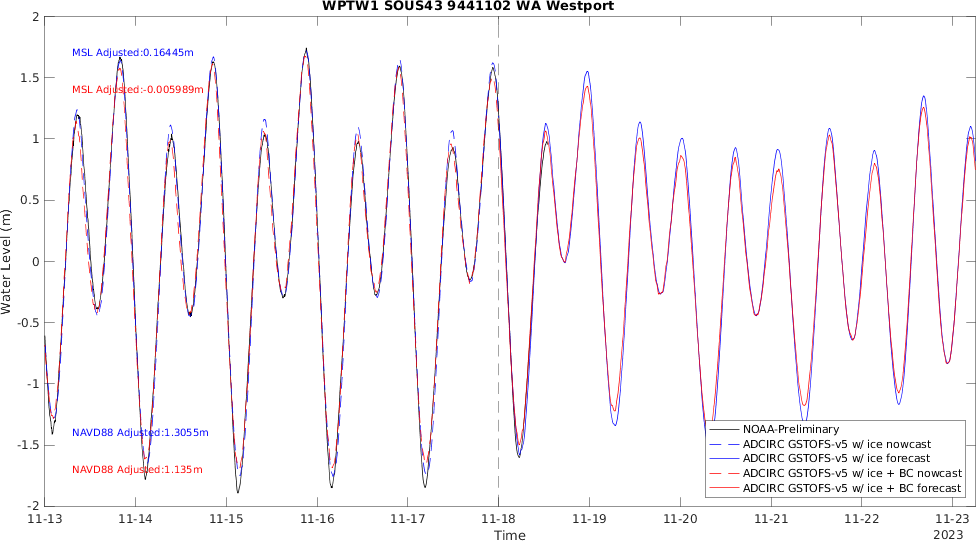 WPTW1 SOUS43 9441102 WA Westport
2
1.5
1
0.5
0
-0.5
-1
-1.5
-2
Water Level (m)
MSL Adjusted:0.16445m
MSL Adjusted:-0.005989m
NAVD88 Adjusted:1.3055m
NAVD88 Adjusted:1.135m
NOAA-Preliminary
ADCIRC GSTOFS-v5 w/ ice nowcast
ADCIRC GSTOFS-v5 w/ ice forecast
ADCIRC GSTOFS-v5 w/ ice + BC nowcast
ADCIRC GSTOFS-v5 w/ ice + BC forecast
11-13 11-14 11-15 11-16 11-17 11-18 11-19 11-20 11-21 11-22 11-23
2023
Time